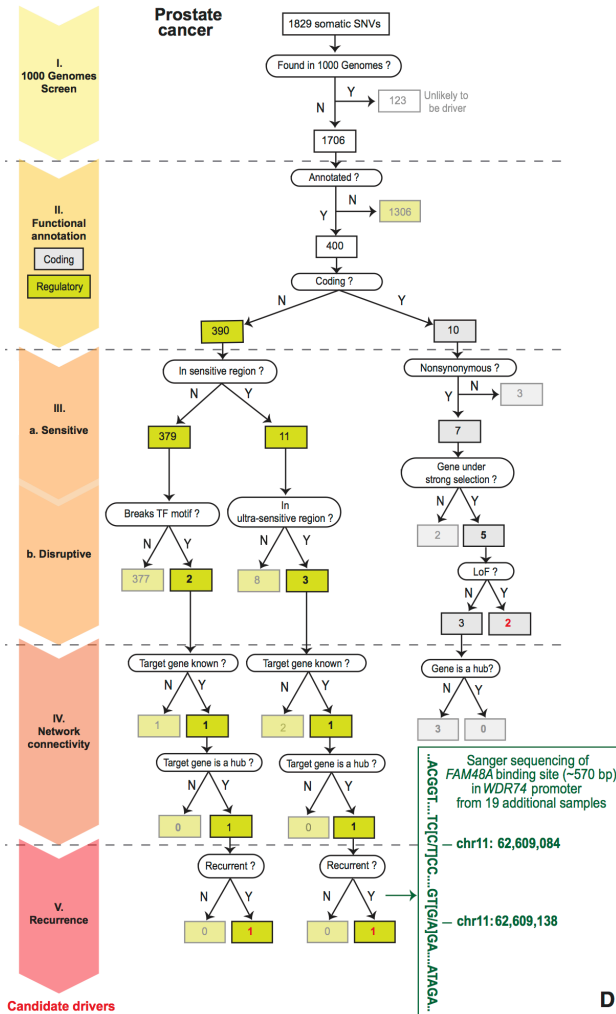 Prostate
cancer
1829 somatic SNVs
I.
1000 Genomes
Screen
Found in 1000 Genomes ?
Y
N
123
Unlikely to
be driver
1706
II.
Functional
annotation
Coding
Regulatory
Annotated ?
N
Y
1306
400
Coding ?
N
Y
390
10
III.
a. Sensitive
In sensitive region ?
Nonsynonymous ?
N
Y
N
Y
3
379
11
7
Gene under
strong selection ?
b. Disruptive
Breaks TF motif ?
In
ultra-sensitive region ?
N
Y
N
Y
N
Y
2
5
377
2
8
3
LoF ?
N
Y
3
2
IV.
Network
connectivity
Target gene known ?
Target gene known ?
Gene is a hub?
N
Y
N
Y
N
Y
1
1
2
1
3
0
Target gene is a hub ?
Target gene is a hub ?
N
Y
N
Y
0
1
0
1
V.
Recurrence
Recurrent ?
Recurrent ?
N
Y
N
Y
0
1
0
1
Candidate drivers
..ACGGT....TC[C/T]CC....GT[G/A]GA....ATAGA..
Sanger sequencing of
FAM48A binding site (~570 bp)
in WDR74 promoter
from 19 additional samples
chr11: 62,609,084
chr11:62,609,138
D